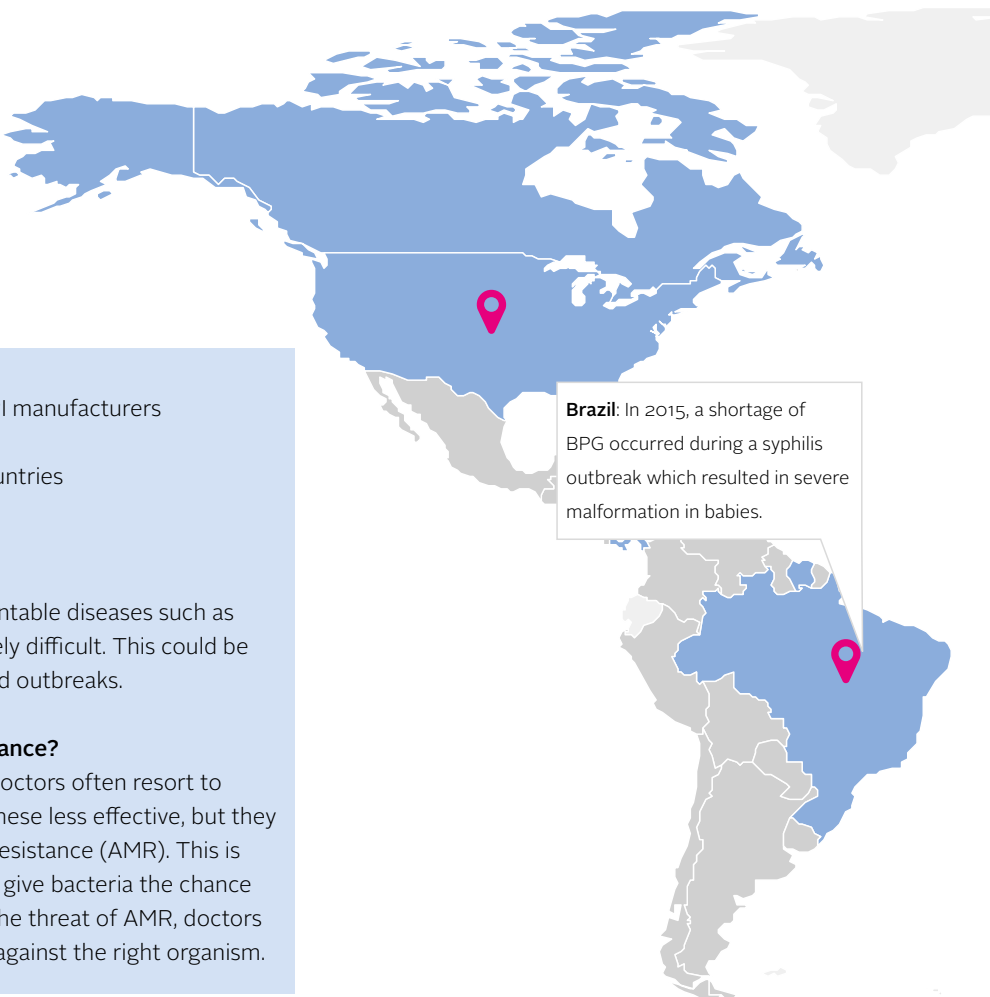 I manufacturers
untries
ntable diseases such as
ely difficult. This could be
d outbreaks.
ance?
octors often resort to
hese less effective, but they
esistance (AMR). This is
give bacteria the chance
he threat of AMR, doctors
against the right organism.
Brazil: In 2015, a shortage of
BPG occurred during a syphilis
outbreak which resulted in severe
malformation in babies.